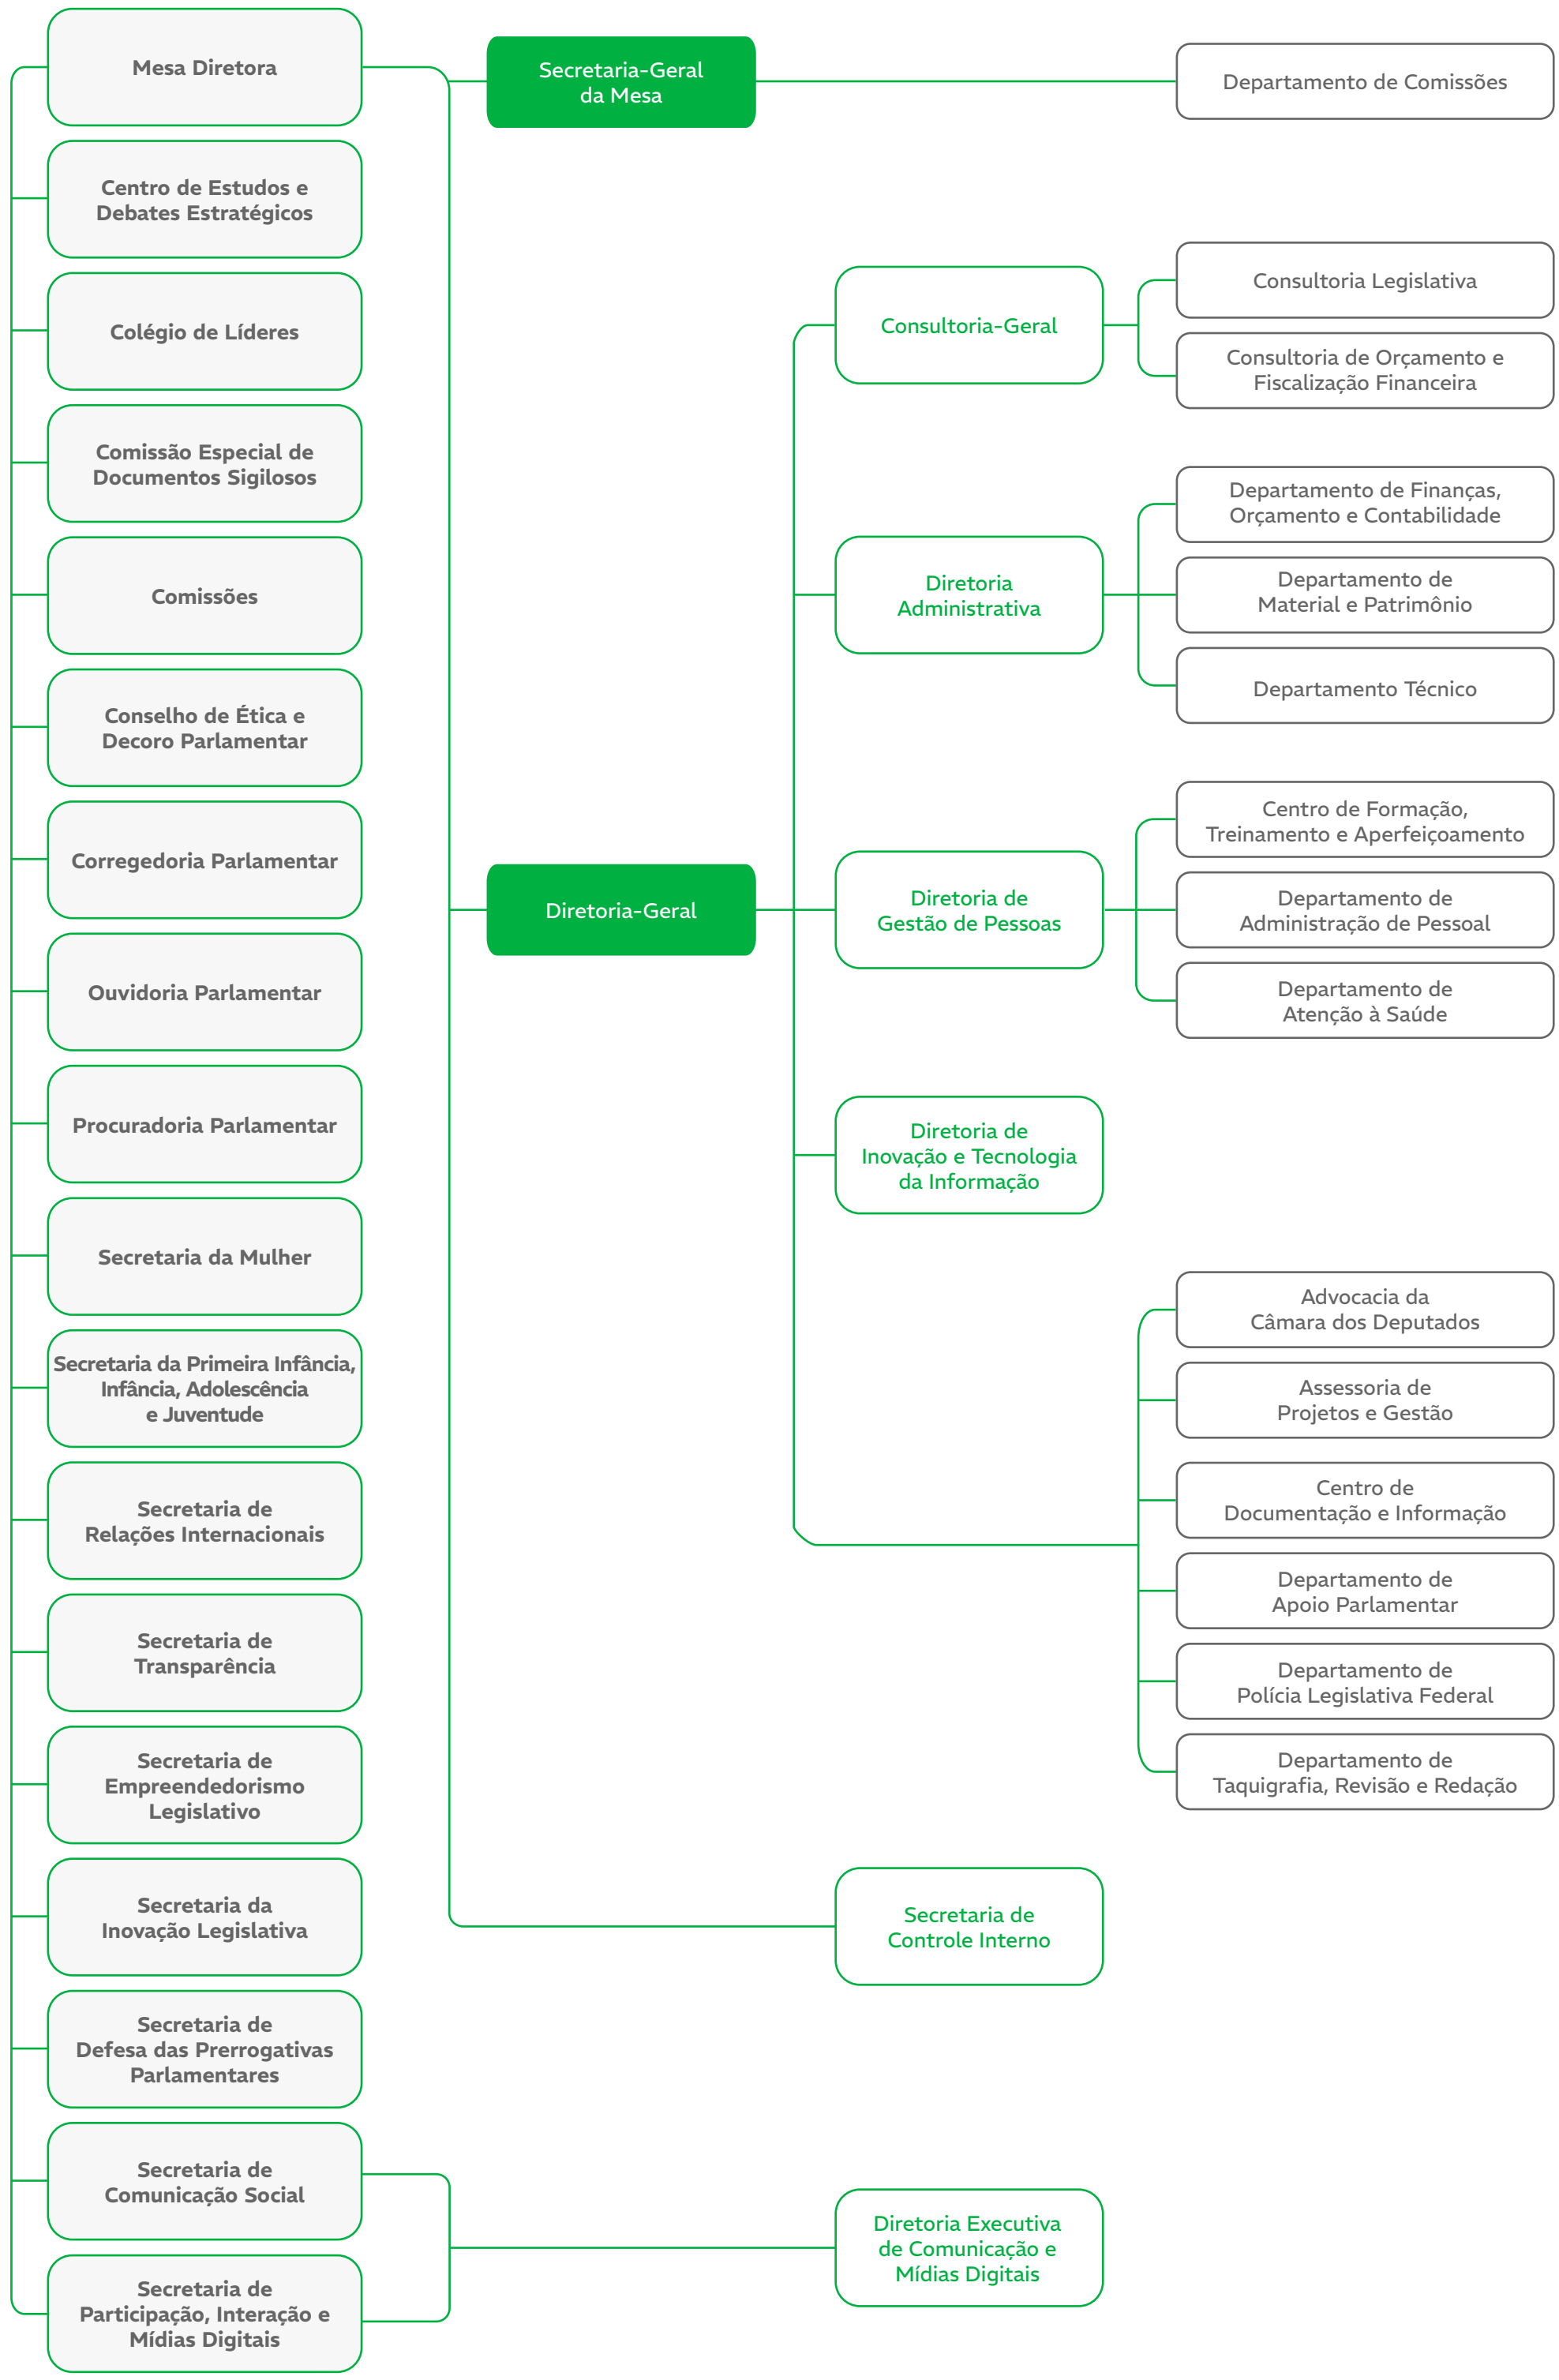 Mesa Diretora
Centro de Estudos e
Debates Estratégicos
Colégio de Líderes
Comissão Especial de
Documentos Sigilosos
Comissões
Conselho de Ética e
Decoro Parlamentar
Corregedoria Parlamentar
Ouvidoria Parlamentar
Procuradoria Parlamentar
Secretaria da Mulher
Secretaria da Primeira Infância,
Infância, Adolescência
e Juventude
Secretaria de
Relações Internacionais
Secretaria de
Transparência
Secretaria de
Empreendedorismo
Legislativo
Secretaria da
Inovação Legislativa
Secretaria de
Defesa das Prerrogativas
Parlamentares
Secretaria de
Comunicação Social
Secretaria de
Participação, Interação e
Mídias Digitais
Secretaria-Geral
da Mesa
Diretoria-Geral
Consultoria-Geral
Diretoria
Administrativa
Diretoria de
Gestão de Pessoas
Diretoria de
Inovação e Tecnologia
da Informação
Secretaria de
Controle Interno
Diretoria Executiva
de Comunicação e
Mídias Digitais
Departamento de Comissões
Consultoria Legislativa
Consultoria de Orçamento e
Fiscalização Financeira
Departamento de Finanças,
Orçamento e Contabilidade
Departamento de
Material e Patrimônio
Departamento Técnico
Centro de Formação,
Treinamento e Aperfeiçoamento
Departamento de
Administração de Pessoal
Departamento de
Atenção à Saúde
Advocacia da
Câmara dos Deputados
Assessoria de
Projetos e Gestão
Centro de
Documentação e Informação
Departamento de
Apoio Parlamentar
Departamento de
Polícia Legislativa Federal
Departamento de
Taquigrafia, Revisão e Redação